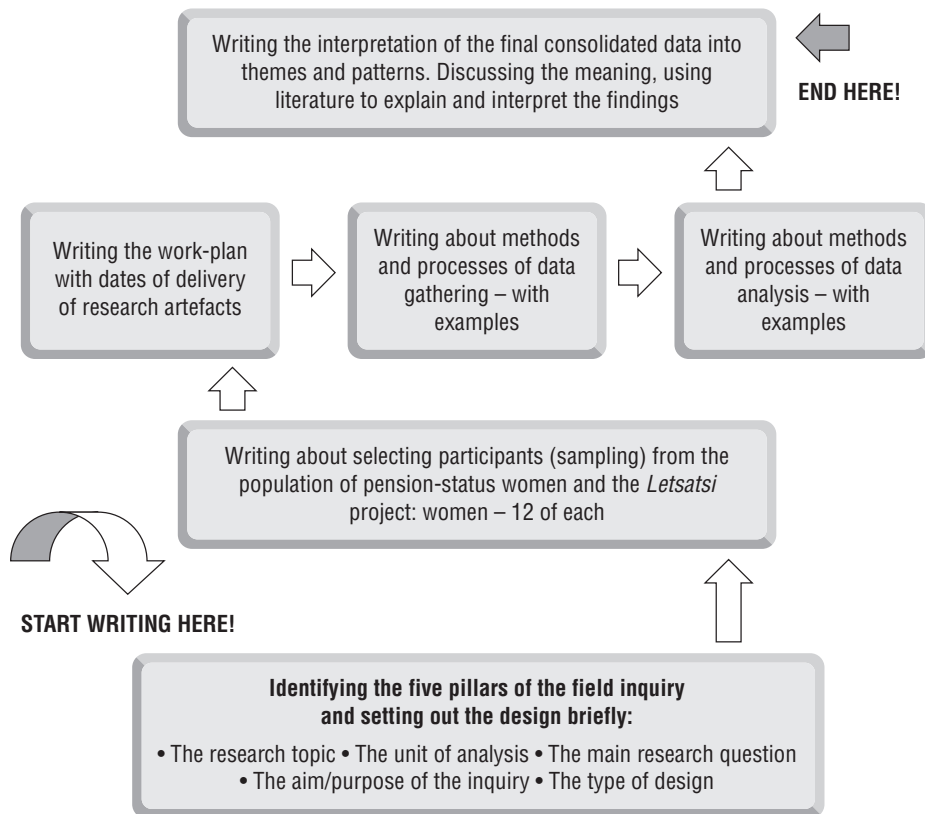 Writing the interpretation of the final consolidated data into
themes and patterns. Discussing the meaning, using
literature to explain and interpret the findings
END HERE!
Writing the work-plan
with dates of delivery
of research artefacts
Writing about methods
and processes of data
gathering – with
examples
Writing about methods
and processes of data
analysis – with
examples
Writing about selecting participants (sampling) from the
population of pension-status women and the Letsatsi
project: women – 12 of each
START WRITING HERE!
Identifying the five pillars of the field inquiry
and setting out the design briefly:
• The research topic • The unit of analysis • The main research question
• The aim/purpose of the inquiry • The type of design